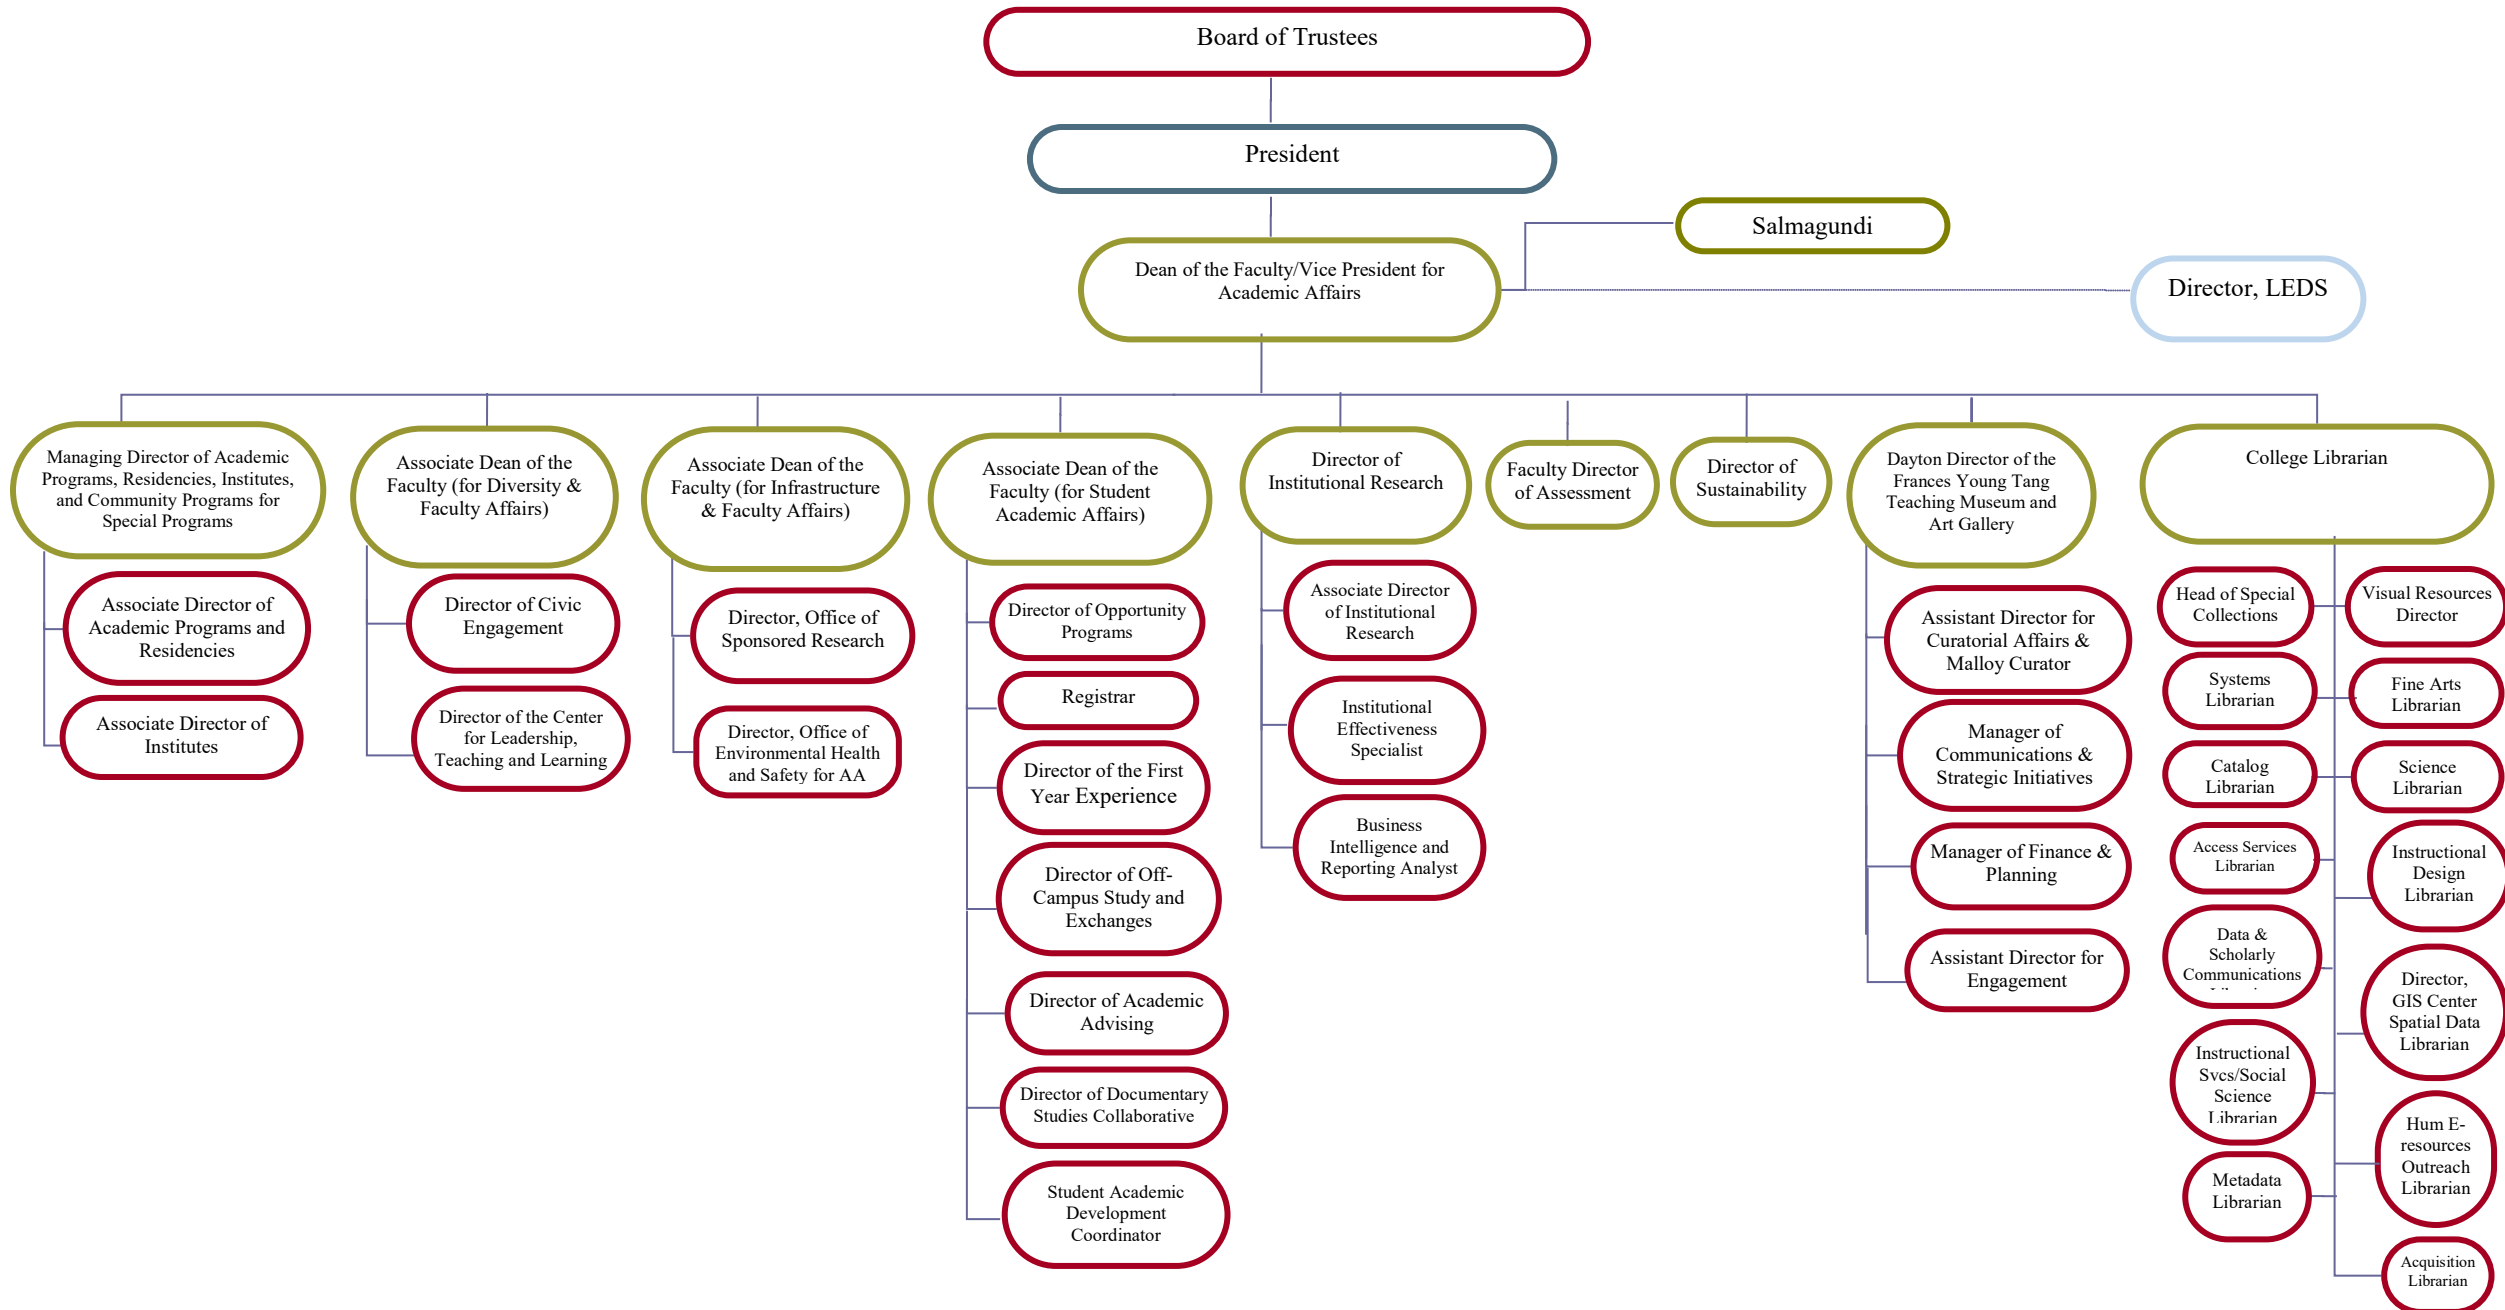 Board of Trustees
President
Salmagundi
Dean of the Faculty/Vice President for
Academic Affairs
Director, LEDS
Managing Director of Academic
Programs, Residencies, Institutes,
and Community Programs for
Special Programs
Associate Director of
Academic Programs and
Residencies
Associate Director of
Institutes
Associate Dean of the
Faculty (for Diversity &
Faculty Affairs)
Director of Civic
Engagement
Director of the Center
for Leadership,
Teaching and Learning
Associate Dean of the
Faculty (for Infrastructure
& Faculty Affairs)
Director, Office of
Sponsored Research
Director, Office of
Environmental Health
and Safety for AA
Associate Dean of the
Faculty (for Student
Academic Affairs)
Director of Opportunity
Programs
Registrar
Director of the First
Year Experience
Director of Off-
Campus Study and
Exchanges
Director of Academic
Advising
Director of Documentary
Studies Collaborative
Student Academic
Development
Coordinator
Director of
Institutional Research
Associate Director
of Institutional
Research
Institutional
Effectiveness
Specialist
Business
Intelligence and
Reporting Analyst
Faculty Director
of Assessment
Director of
Sustainability
Dayton Director of the
Frances Young Tang
Teaching Museum and
Art Gallery
Assistant Director for
Curatorial Affairs &
Malloy Curator
Manager of
Communications &
Strategic Initiatives
Manager of Finance &
Planning
Assistant Director for
Engagement
College Librarian
Head of Special
Collections
Systems
Librarian
Catalog
Librarian
Access Services
Librarian
Data &
Scholarly
Communications
Instructional
Svcs/Social
Science
Librarian
Metadata
Librarian
Visual Resources
Director
Fine Arts
Librarian
Science
Librarian
Instructional
Design
Librarian
Director,
GIS Center
Spatial Data
Librarian
Hum E-
resources
Outreach
Librarian
Acquisition
Librarian